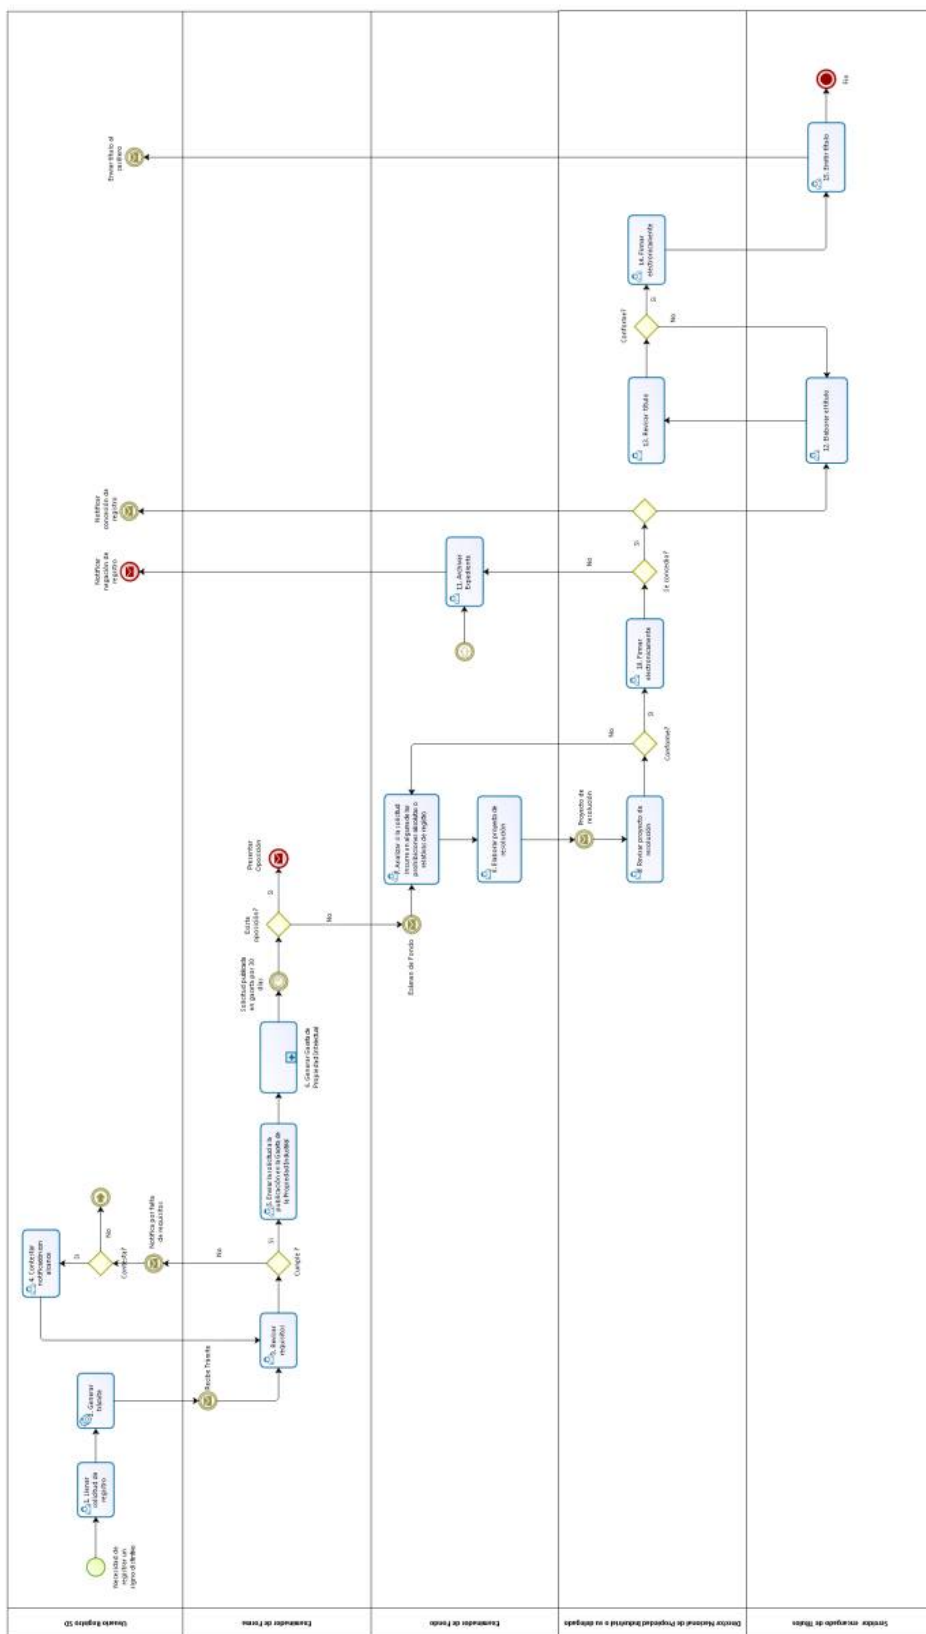 Usuario Registro SD
Examinador de Forma
Examinador de Fondo
Director Nacional de Propiedad Industrial o su delegado
Servidor encargado de Títulos
Necesidad de
registrar un
signo distintivo
1. Llenar
solicitud de
registro
2. Generar
trámite
Recibe Trámite
3. Revisar
requisitos
Cumple ?
No
Si
Notifica por falta
de requisitos
Contesta?
Si
No
4. Contestar
notificación con
alcance
5. Enviar la solicitud a la
publicación en la Gaceta de
la Propiedad Industrial
6. Generar Gaceta de
Propiedad Intelectual
Solicitud publicada
en gaceta por 30
días
Existe
oposición?
Si
No
Presentar
Oposición
Examen de Fondo
7. Analizar si la solicitud
incurre en alguna de las
prohibiciones absolutas o
relativas de registro
8. Elaborar proyecto de
resolución
Proyecto de
resolución
Revisar proyecto de
resolución
Conforme?
No
Si
10. Firmar
electrónicamente
Se concede?
No
Si
11. Archivar
Expediente
Notificar
negación de
registro
Notificar
concesión de
registro
12. Elaborar el título
13. Revisar título
Conforme?
Si
No
14. Firmar
electrónicamente
15. Emitir título
Enviar título al
Fin